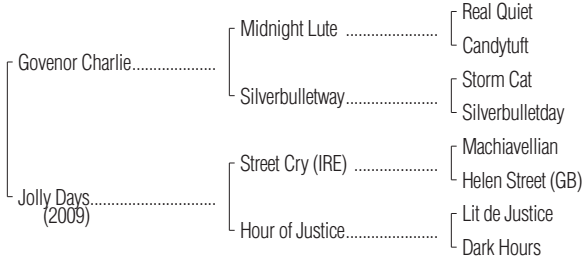 Real Quiet
Midnight Lute ....................
Candytuft
Govenor Charlie....................
Storm Cat
Silverbulletway......................
Silverbulletday
Machiavellian
Street Cry (IRE) ....................
Helen Street (GB)
Jolly Days..............................
(2009)
Lit de Justice
Hour of Justice......................
Dark Hours